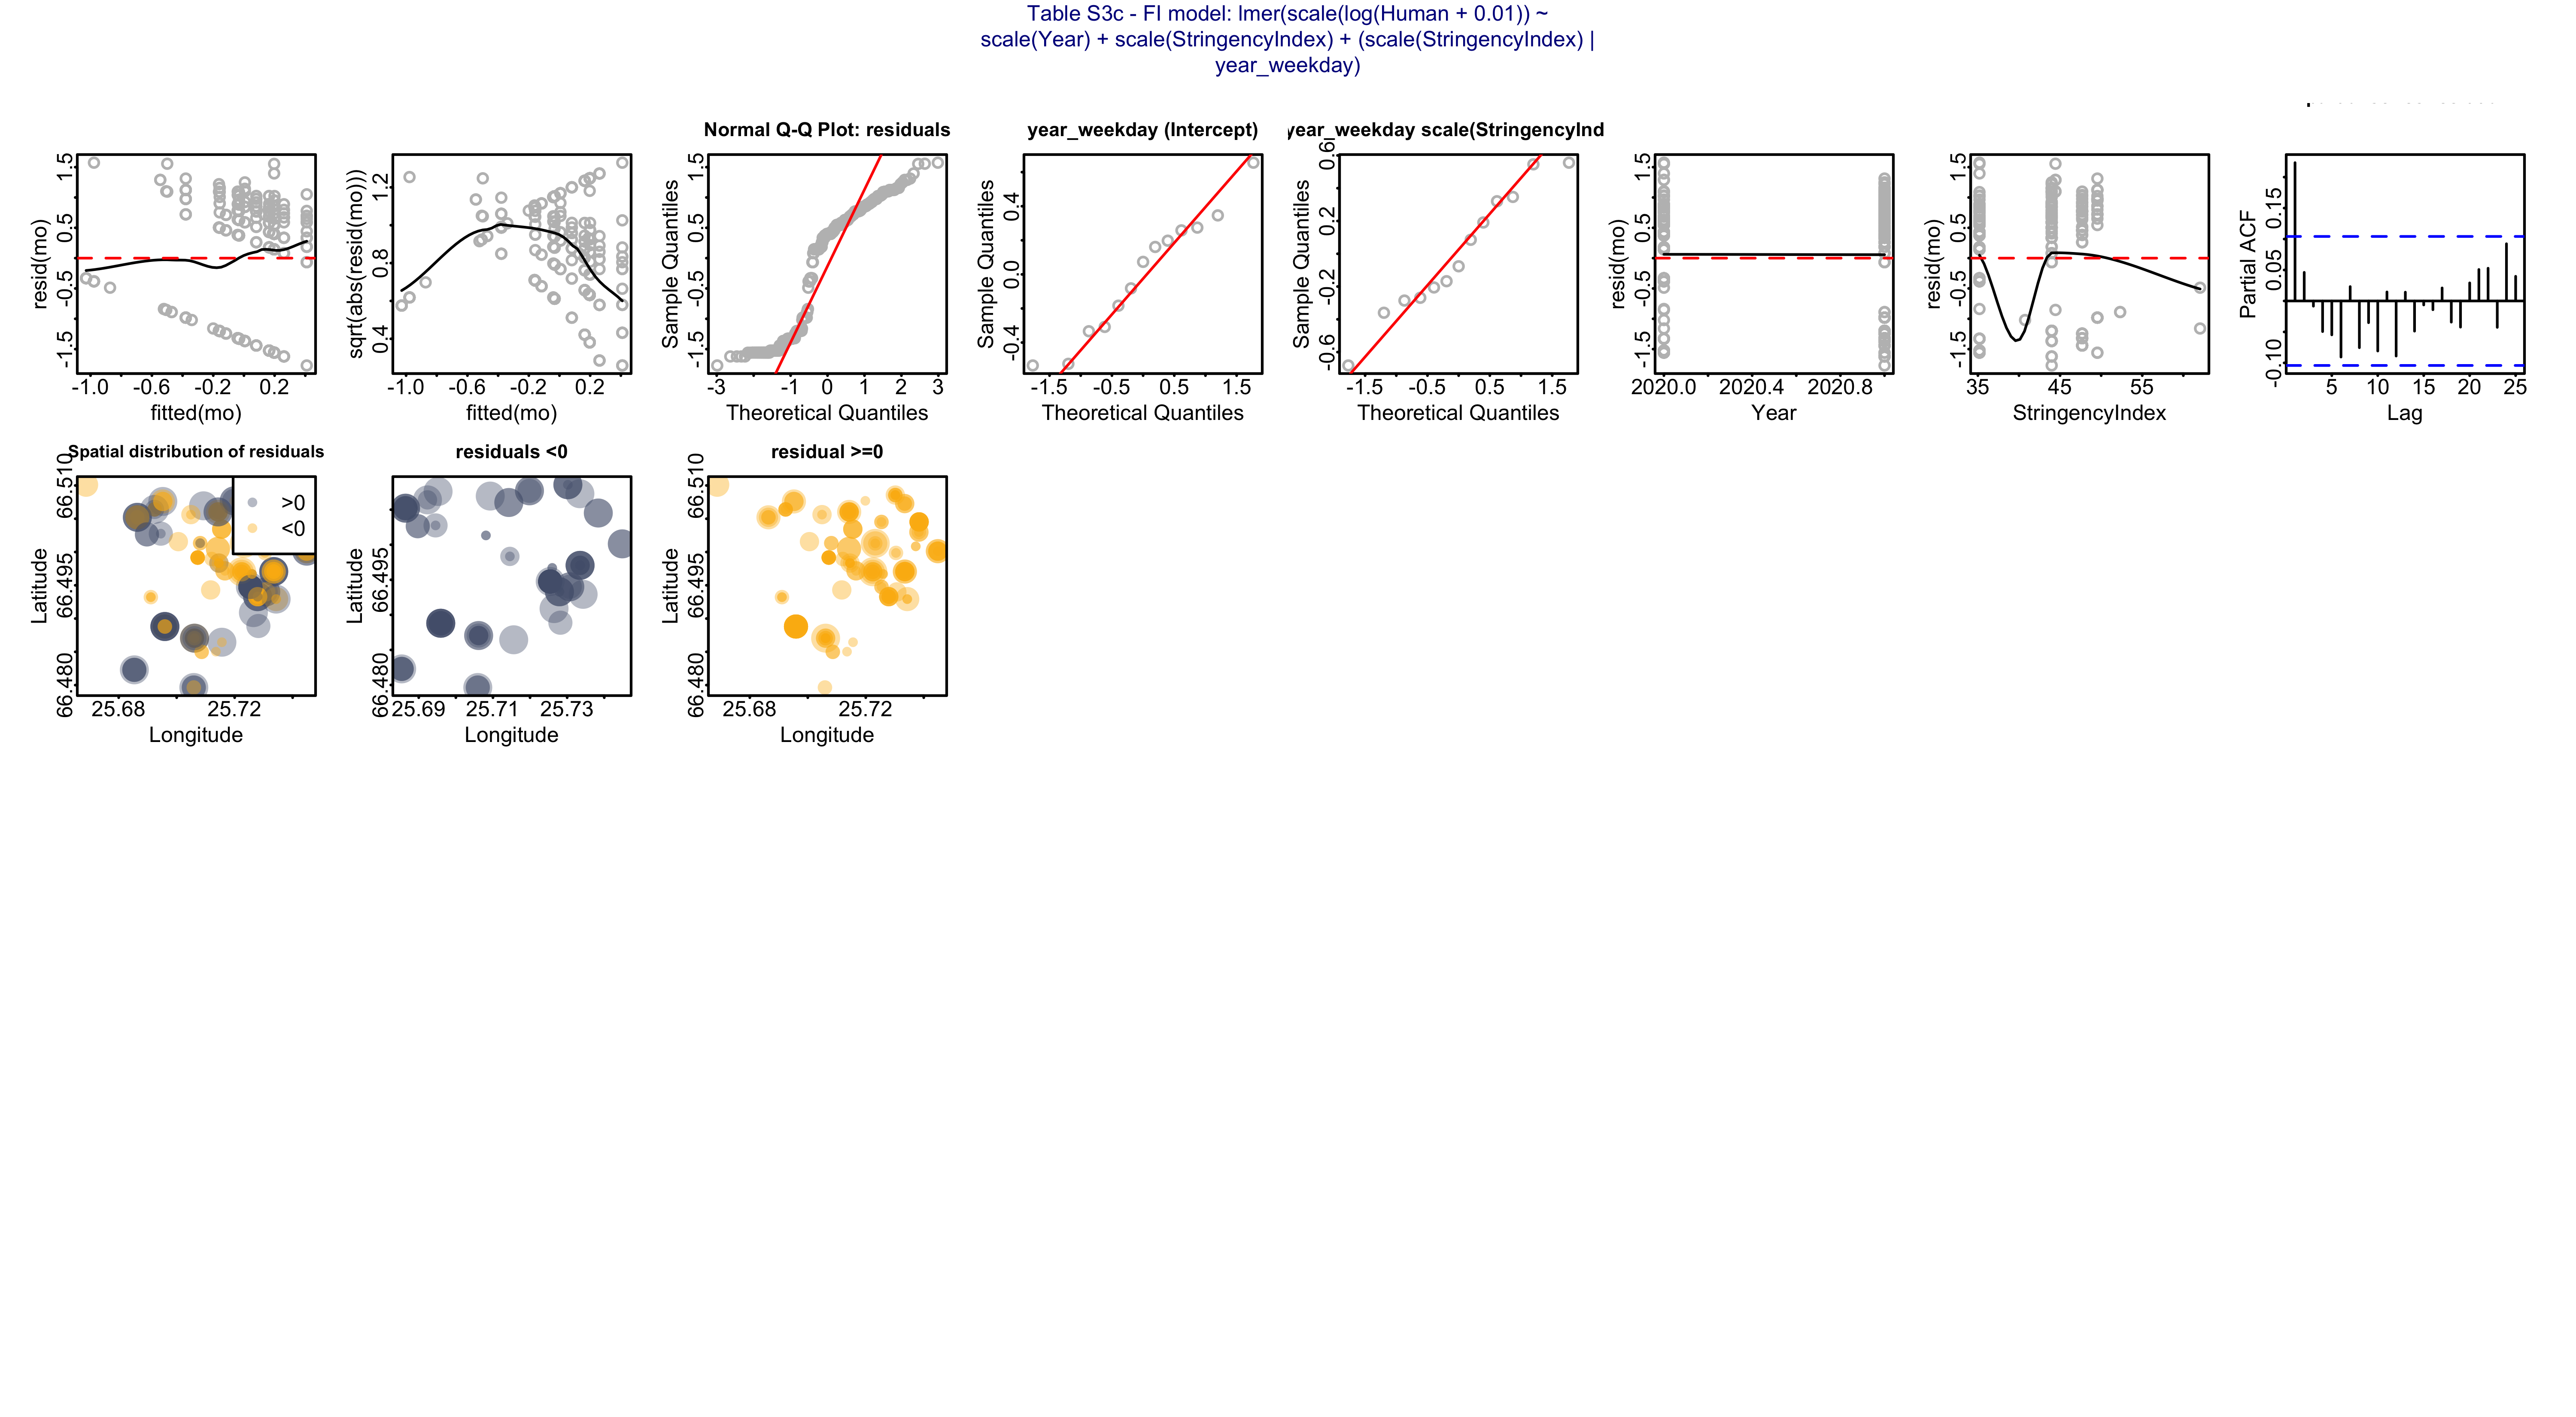 Table S3c - FI model: lmer(scale(log(Human + 0.01)) ~
scale(Year) + scale(StringencyIndex) + (scale(StringencyIndex) |
year_weekday)
resid(mo)
-1.5 -0.5 0.5 1.5
-1.0 -0.6 -0.2 0.2
fitted(mo)
sqrt(abs(resid(mo)))
0.4 0.8 1.2
-1.0 -0.6 -0.2 0.2
fitted(mo)
Normal Q-Q Plot: residuals
Sample Quantiles
-1.5 -0.5 0.5 1.5
-3 -1 0 1 2 3
Theoretical Quantiles
year_weekday (Intercept)
Sample Quantiles
-0.4 0.0 0.4
-1.5 -0.5 0.5 1.5
Theoretical Quantiles
year_weekday scale(StringencyInd
Sample Quantiles
-0.6 -0.2 0.2 0.6
-1.5 -0.5 0.5 1.5
Theoretical Quantiles
resid(mo)
-1.5 -0.5 0.5 1.5
2020.0 2020.4 2020.8
Year
resid(mo)
-1.5 -0.5 0.5 1.5
35 45 55
StringencyIndex
Partial ACF
-0.10 0.05 0.15
5 10 15 20 25
Lag
Spatial distribution of residuals
Latitude
66.480 66.495 66.510
>0
<0
25.68 25.72
Longitude
residuals <0
Latitude
66.480 66.495
25.69 25.71 25.73
Longitude
residual >=0
Latitude
66.480 66.495 66.510
25.68 25.72
Longitude